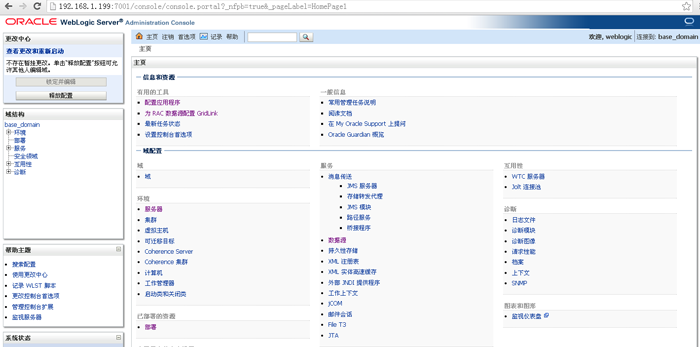 192.168.1.199:7001/console/console.portal?_nfpb=true&_pageLabel=HomePage1
ORACLE WebLogic Server® Administration Console
更改中心
查看更改和重新启动
不存在暂挂更改。单击"释放配置"按钮可允
许其他人编辑域。
锁定并编辑
释放配置
域结构
base_domain
环境
部署
服务
安全领域
互用性
诊断
帮助主题
搜索配置
使用更改中心
记录 WLST 脚本
更改控制台首选项
管理控制台扩展
监视服务器
系统状态
主页 注销 首选项 记录 帮助
欢迎, weblogic 连接到: base_domain
主页
主页
信息和资源
有用的工具
配置应用程序
为 RAC 数据源配置 GridLink
最新任务状态
设置控制台首选项
一般信息
常用管理任务说明
阅读文档
在 My Oracle Support 上提问
Oracle Guardian 概览
域配置
域
域
环境
服务器
集群
虚拟主机
可迁移目标
Coherence Server
Coherence 集群
计算机
工作管理器
启动类和关闭类
已部署的资源
部署
服务
消息传送
JMS 服务器
存储转发代理
JMS 模块
路径服务
桥接程序
数据源
持久性存储
XML 注册表
XML 实体高速缓存
外部 JNDI 提供程序
工作上下文
jCOM
邮件会话
File T3
JTA
互用性
WTC 服务器
Jolt 连接池
诊断
日志文件
诊断模块
诊断图像
请求性能
档案
上下文
SNMP
图表和图形
监视仪表盘